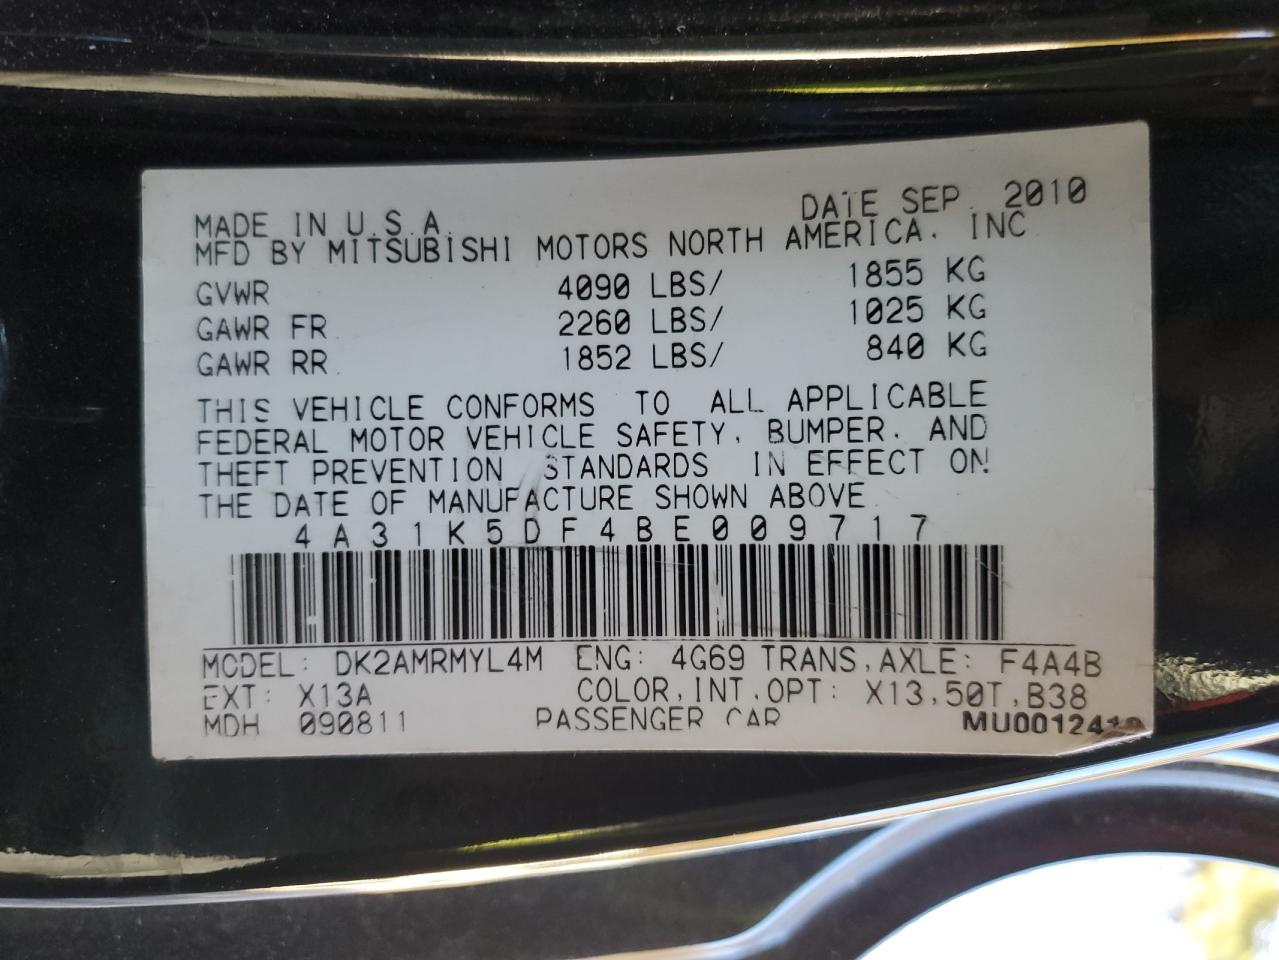 DATE SEP. 2010
MADE IN U.S.A.
MFD BY MITSUBISHI MOTORS NORTH AMERICA, INC
GVWR 4090 LBS/ 1855 KG
GAWR FR 2260 LBS/ 1025 KG
GAWR RR 1852 LBS/ 840 KG
THIS VEHICLE CONFORMS TO ALL APPLICABLE
FEDERAL MOTOR VEHICLE SAFETY, BUMPER, AND
THEFT PREVENTION STANDARDS IN EFFECT ON
THE DATE OF MANUFACTURE SHOWN ABOVE
4A31K5DF4BE009717
MODEL: DK2AMRMYL4M ENG: 4G69 TRANS,AXLE: F4A4B
EXT: X13A COLOR,INT.OPT: X13,50T,B38
MDH 090811 PASSENGER CAR